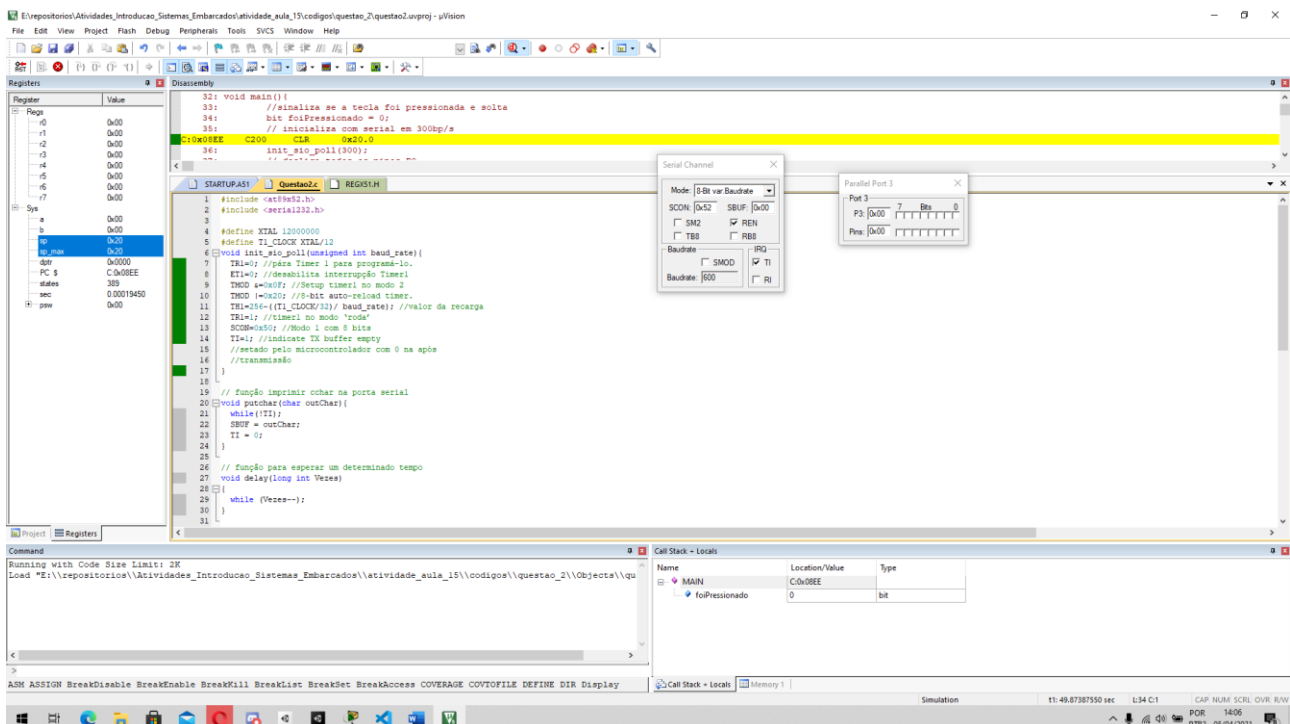 E:\repositorios\Atividades_Introducao_Sistemas_Embarcados\atividade_aula_15\codigos\questao_2\questao2.uvproj - µVision
File Edit View Project Flash Debug Peripherals Tools SVCS Window Help
Registers
Register Value
Regs
r0 0x00
r1 0x00
r2 0x00
r3 0x00
r4 0x00
r5 0x00
r6 0x00
r7 0x00
Sys
a 0x00
b 0x00
sp 0x20
sp_max 0x20
dptr 0x0000
PC $ C:0x08EE
states 389
sec 0.00019450
psw 0x00
Project Registers
Disassembly
32: void main(){
33: //sinaliza se a tecla foi pressionada e solta
34: bit foiPressionado = 0;
35: // inicializa com serial em 300bp/s
C:0x08EE C200 CLR 0x20.0
36: init_sio_poll(300);
STARTUP.A51 Questao2.c REGX51.H
1 #include <at89x52.h>
2 #include <serial232.h>
3
4 #define XTAL 12000000
5 #define T1_CLOCK XTAL/12
6 void init_sio_poll(unsigned int baud_rate){
7 TR1=0; //pára Timer 1 para programá-lo.
8 ET1=0; //desabilita interrupção Timer1
9 TMOD &=0x0F; //Setup timer1 no modo 2
10 TMOD |=0x20; //8-bit auto-reload timer.
11 TH1=256-((T1_CLOCK/32)/ baud_rate); //valor da recarga
12 TR1=1; //timer1 no modo 'roda'
13 SCON=0x50; //Modo 1 com 8 bits
14 TI=1; //indicate TX buffer empty
15 //setado pelo microcontrolador com 0 na após
16 //transmissão
17 }
18
19 // função imprimir cchar na porta serial
20 void putchar(char outChar){
21 while(!TI);
22 SBUF = outChar;
23 TI = 0;
24 }
25
26 // função para esperar um determinado tempo
27 void delay(long int Vezes)
28 {
29 while (Vezes--);
30 }
31
Serial Channel
Mode: 8-Bit var.Baudrate
SCON: 0x52 SBUF: 0x00
SM2 REN
TB8 RB8
Baudrate IRQ
SMOD TI
Baudrate: 600 RI
Parallel Port 3
Port 3
P3: 0x00 7 Bits 0
Pins: 0x00
Command
Running with Code Size Limit: 2K
Load "E:\\repositorios\\Atividades_Introducao_Sistemas_Embarcados\\atividade_aula_15\\codigos\\questao_2\\Objects\\qu
>
ASM ASSIGN BreakDisable BreakEnable BreakKill BreakList BreakSet BreakAccess COVERAGE COVTOFILE DEFINE DIR Display
Call Stack + Locals
Name Location/Value Type
MAIN C:0x08EE
foiPressionado 0 bit
Call Stack + Locals Memory 1
Simulation t1: 49.87387550 sec L:34 C:1 CAP NUM SCRL OVR R/W
POR 14:06
PTB2 05/04/2021